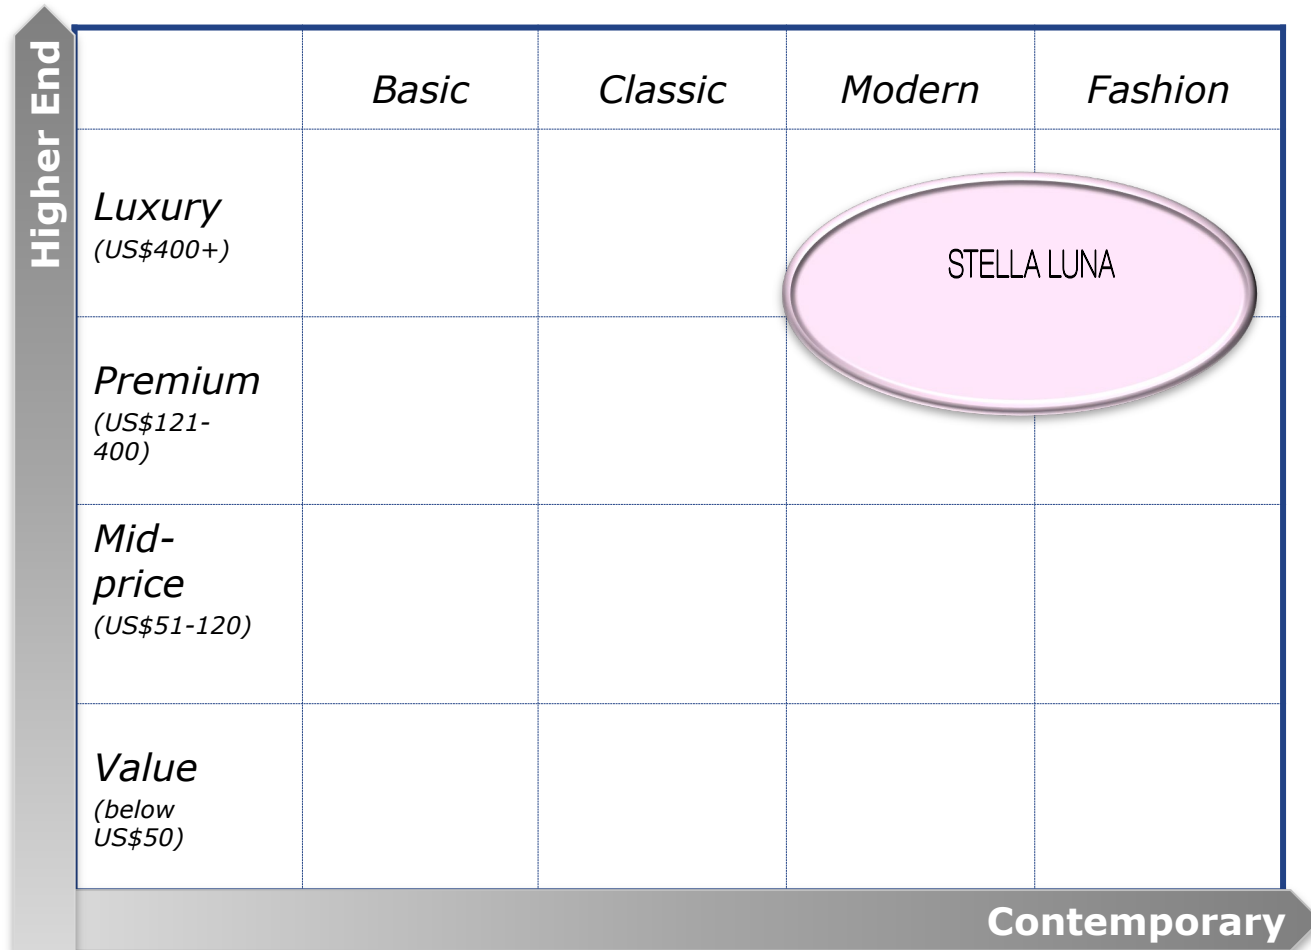 Higher End
Basic
Classic
Modern
Fashion
Luxury
(US$400+)
STELLA LUNA
Premium
(US$121-
400)
Mid-
price
(US$51-120)
Value
(below
US$50)
Contemporary